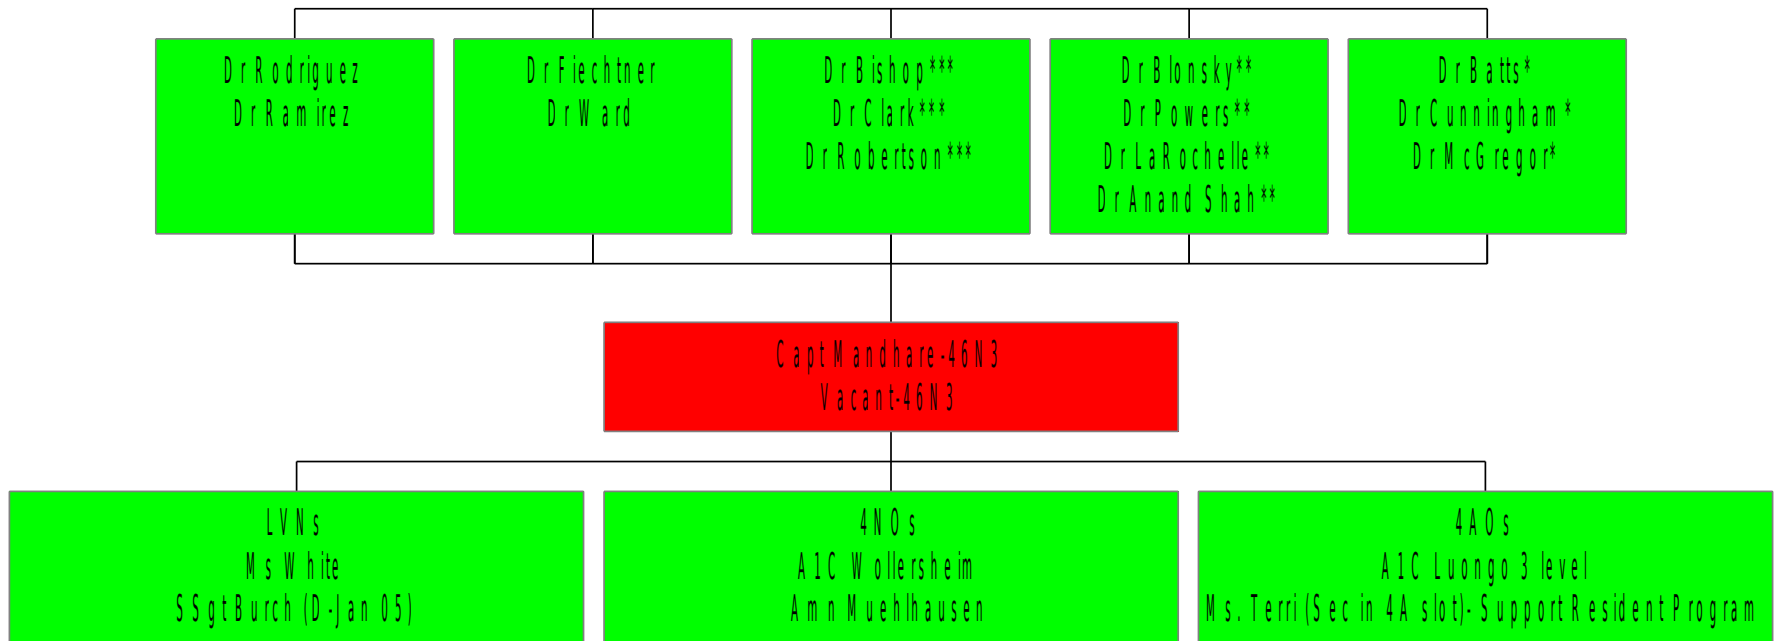 Dr Rodriguez
Dr Ramirez
Dr Fiechtner
Dr Ward
Dr Bishop***
Dr Clark***
Dr Robertson***
Dr Blonsky**
Dr Powers**
Dr LaRochelle**
Dr Anand Shah**
Dr Batts*
Dr Cunningham*
Dr McGregor*
Capt Mandhare-46N3
Vacant-46N3
LVNs
Ms White
SSgt Burch (D-Jan 05)
4NOs
A1C Wollersheim
Amn Muehlhausen
4AOs
A1C Luongo 3 level
Ms. Terri (Sec in 4A slot)- Support Resident Program